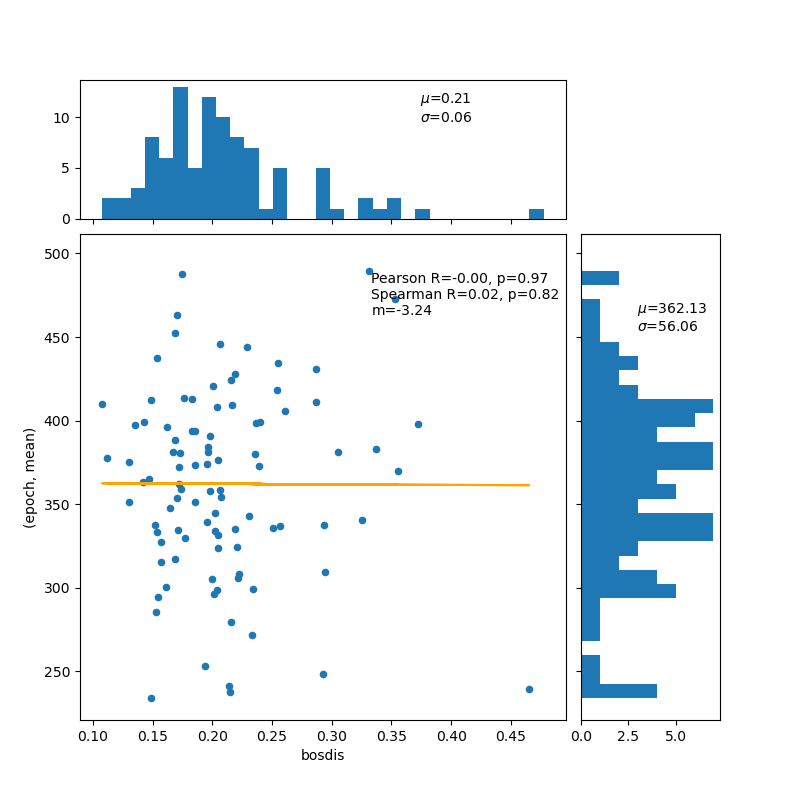 10
5
0
μ=0.21
σ=0.06
500
450
400
350
300
250
(epoch, mean)
Pearson R=-0.00, p=0.97
Spearman R=0.02, p=0.82
m=-3.24
μ=362.13
σ=56.06
0.10 0.15 0.20 0.25 0.30 0.35 0.40 0.45
bosdis
0.0 2.5 5.0